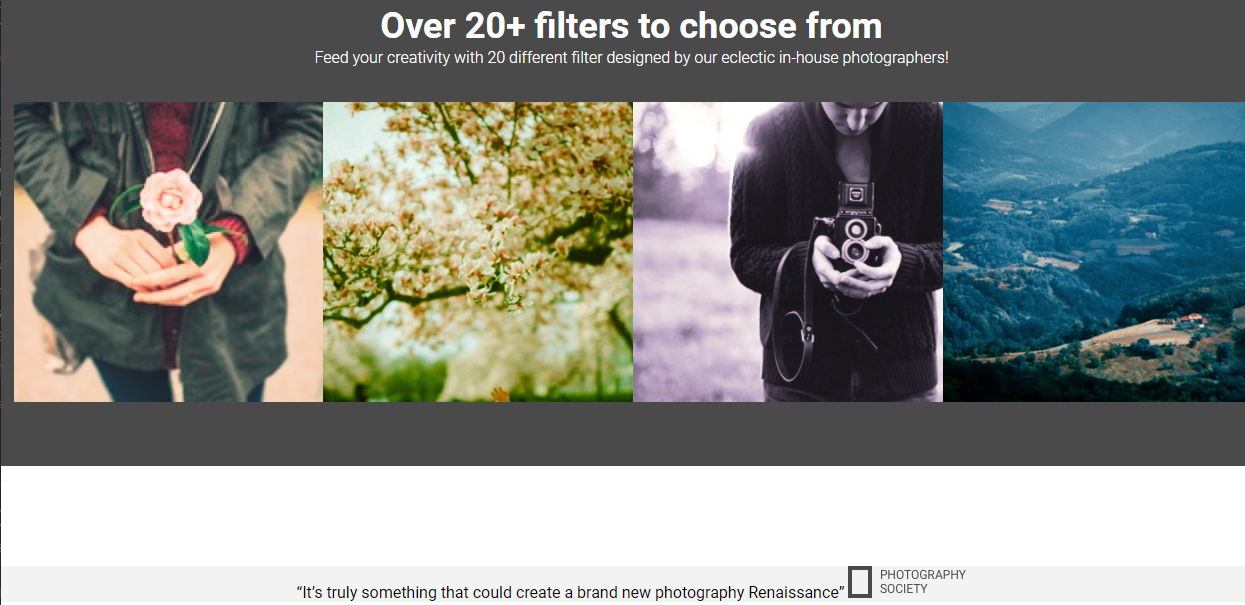 Over 20+ filters to choose from
Feed your creativity with 20 different filter designed by our eclectic in-house photographers!
“It’s truly something that could create a brand new photography Renaissance”
PHOTOGRAPHY
SOCIETY